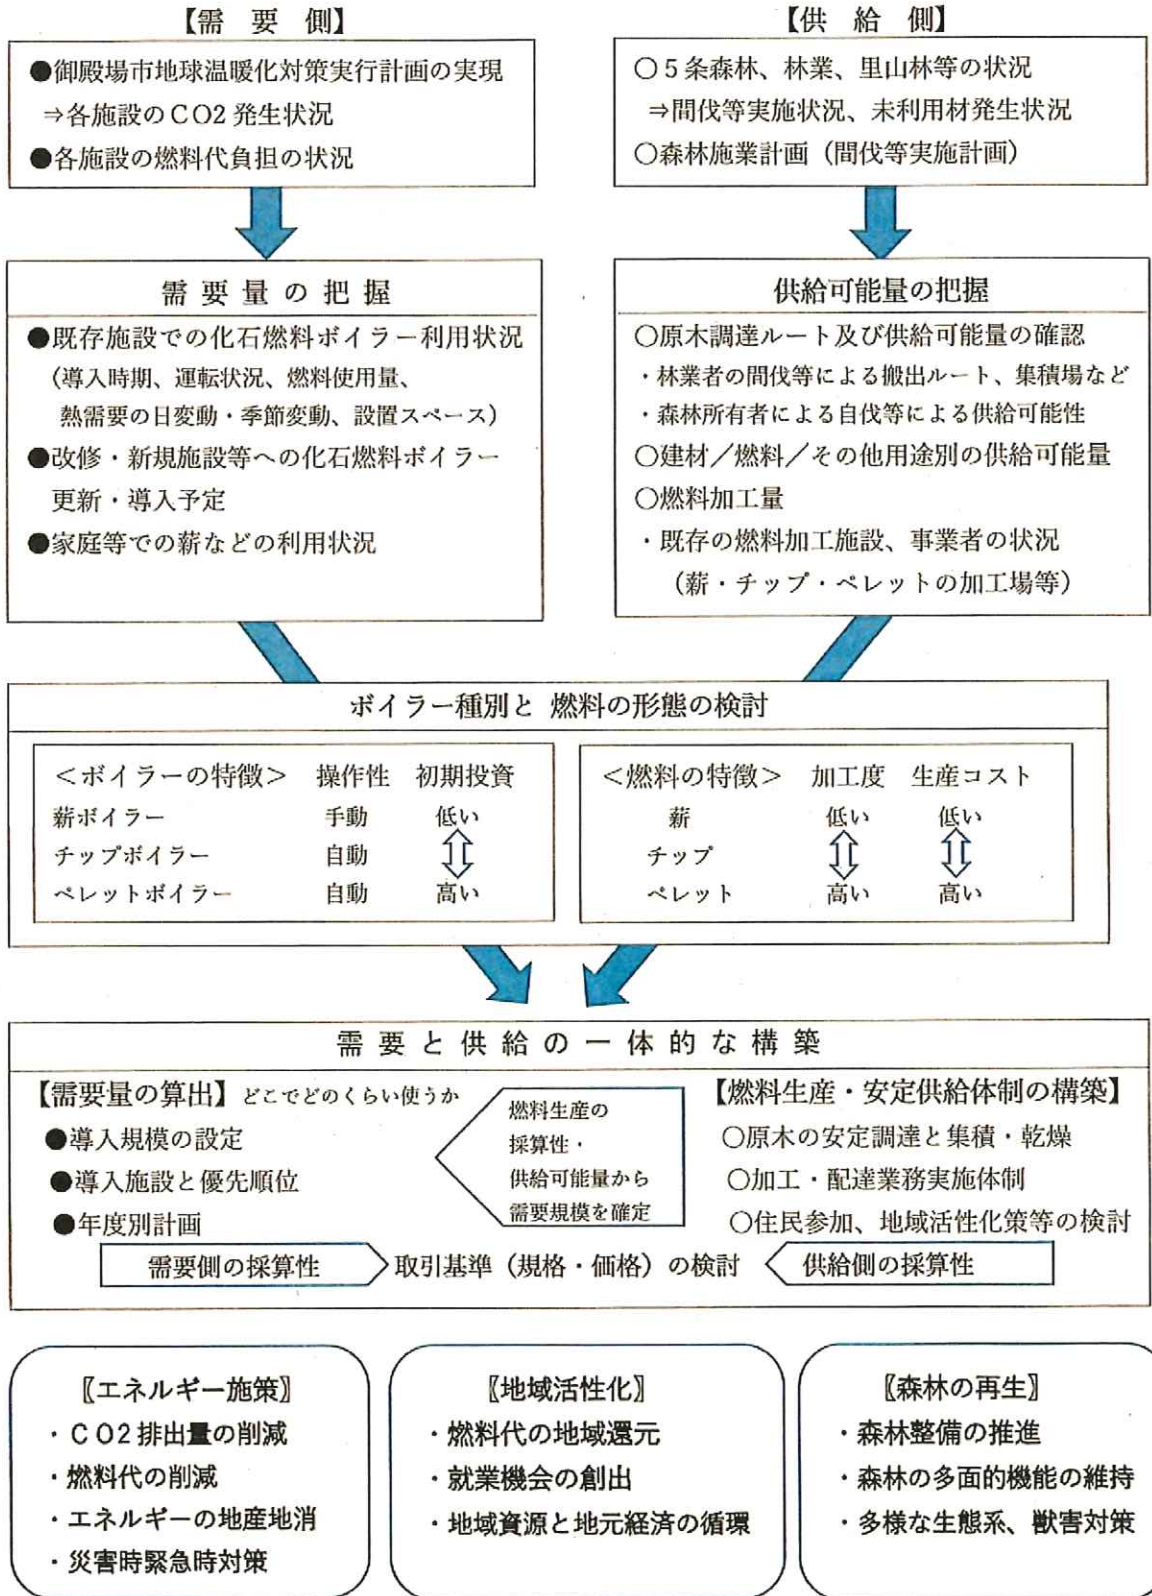 【需要側】
●御殿場市地球温暖化対策実行計画の実現
⇒各施設のCO2発生状況
●各施設の燃料代負担の状況
【供給側】
○5条森林、林業、里山林等の状況
⇒間伐等実施状況、未利用材発生状況
○森林施業計画（間伐等実施計画）
需要量の把握
●既存施設での化石燃料ボイラー利用状況
（導入時期、運転状況、燃料使用量、
熱需要の日変動・季節変動、設置スペース）
●改修・新規施設等への化石燃料ボイラー
更新・導入予定
●家庭等での薪などの利用状況
供給可能量の把握
○原木調達ルート及び供給可能量の確認
・林業者の間伐等による搬出ルート、集積場など
・森林所有者による自伐等による供給可能性
○建材／燃料／その他用途別の供給可能量
○燃料加工量
・既存の燃料加工施設、事業者の状況
（薪・チップ・ペレットの加工場等）
ボイラー種別と 燃料の形態の検討
＜ボイラーの特徴＞ 操作性 初期投資
薪ボイラー 手動 低い
チップボイラー 自動
ペレットボイラー 自動 高い
＜燃料の特徴＞ 加工度 生産コスト
薪 低い 低い
チップ
ペレット 高い 高い
需要と供給の一体的な構築
【需要量の算出】どこでどのくらい使うか
●導入規模の設定
●導入施設と優先順位
●年度別計画
燃料生産の
採算性・
供給可能量から
需要規模を確定
【燃料生産・安定供給体制の構築】
○原木の安定調達と集積・乾燥
○加工・配達業務実施体制
○住民参加、地域活性化策等の検討
需要側の採算性 取引基準（規格・価格）の検討 供給側の採算性
〖エネルギー施策〗
・CO2排出量の削減
・燃料代の削減
・エネルギーの地産地消
・災害時緊急時対策
〖地域活性化〗
・燃料代の地域還元
・就業機会の創出
・地域資源と地元経済の循環
〖森林の再生〗
・森林整備の推進
・森林の多面的機能の維持
・多様な生態系、獣害対策